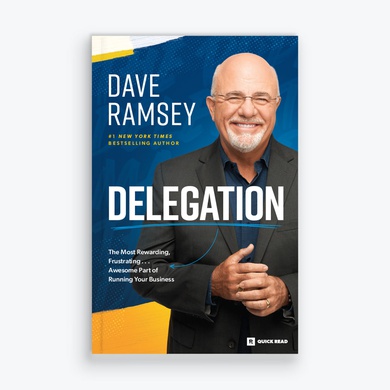 DAVE
RAMSEY
#1 NEW YORK TIMES
BESTSELLING AUTHOR
DELEGATION
The Most Rewarding,
Frustrating . . .
Awesome Part of
Running Your Business
R QUICK READ